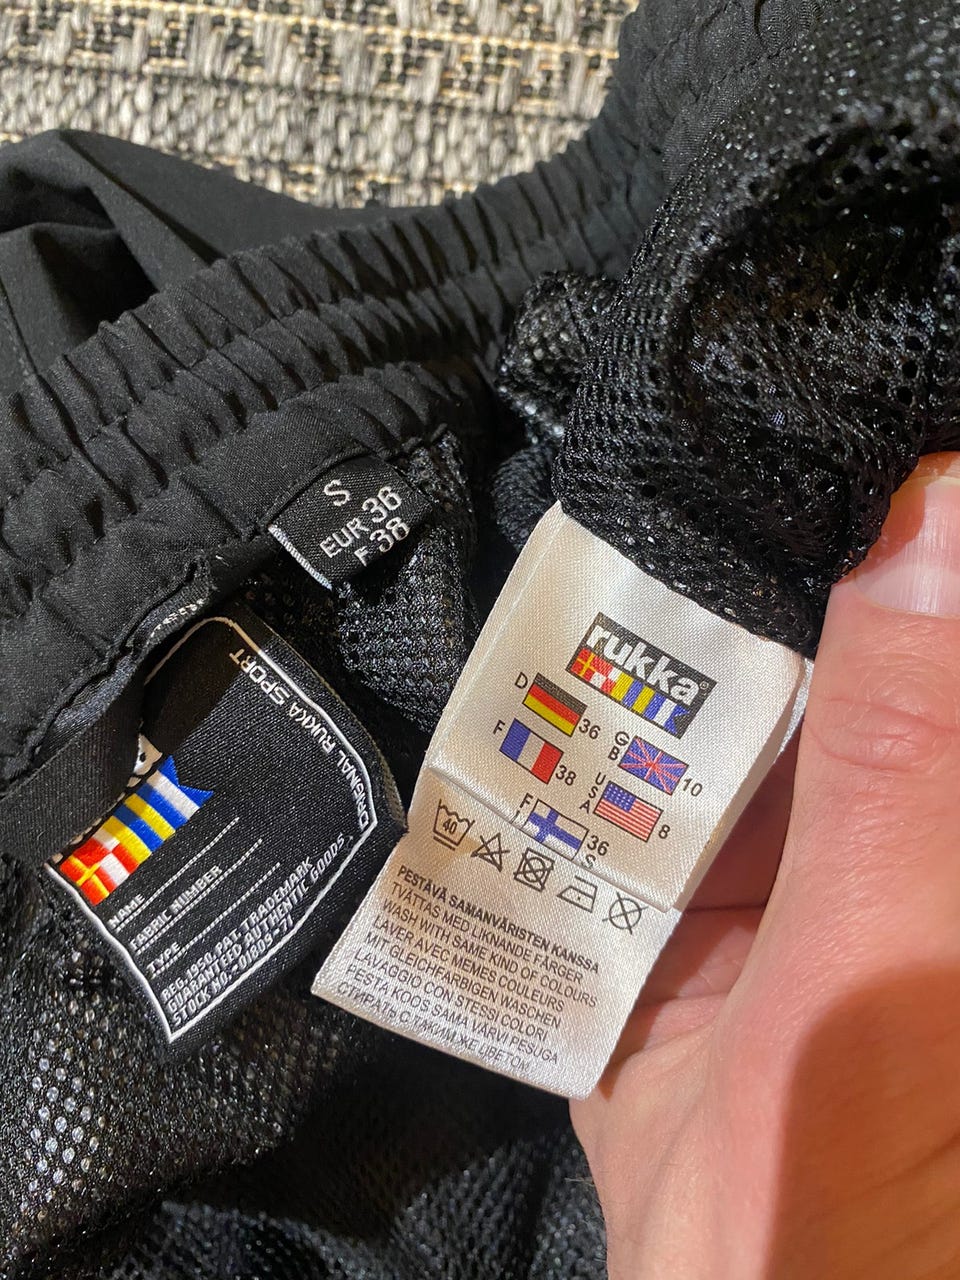 S
EUR 36
F 38
ORIGINAL RUKKA SPORT
NAME
FABRIC NUMBER
TYPE
REG. 1950 PAT TRADEMARK
GUARANTEED AUTHENTIC GOODS
rukka
D 36
GB 10
F 38
USA 8
36
S
40
PESTÄVÄ SAMANVÄRISTEN KANSSA
TVÄTTAS MED LIKNANDE FÄRGER
WASH WITH SAME KIND OF COLOURS
LAVER AVEC MEMES COULEURS
MIT GLEICHFARBIGEN WASCHEN
LAVAGGIO CON STESSI COLORI
PESTA KOOS SAMA VÄRVI PESUGA
СТИРАТЬ С ТАКИМ ЖЕ ЦВЕТОМ